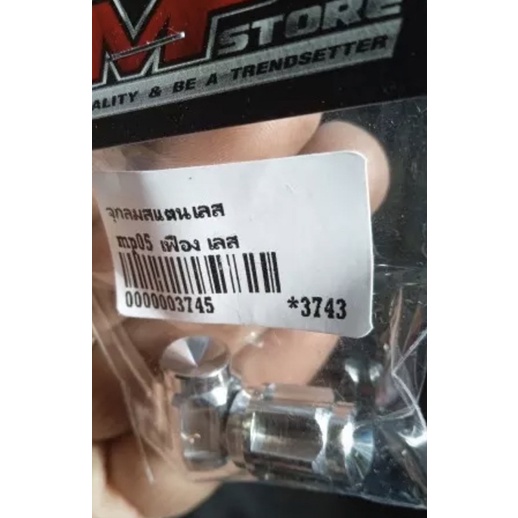 STORE
ALITY & BE A TRENDSETTER
จุกลมสแตนเลส
mp05 เฟือง เลส
0000003745 *3743